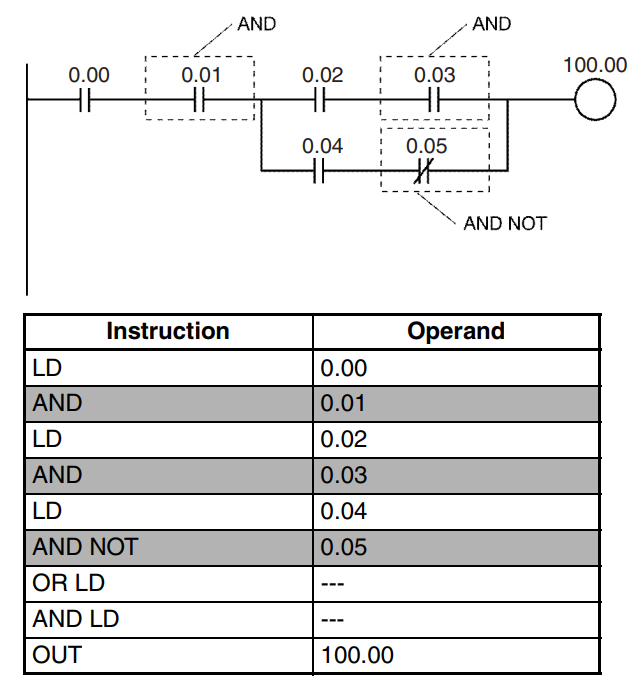 AND AND
0.00 0.01 0.02 0.03 100.00
0.04 0.05
AND NOT
Instruction Operand
LD 0.00
AND 0.01
LD 0.02
AND 0.03
LD 0.04
AND NOT 0.05
OR LD ---
AND LD ---
OUT 100.00